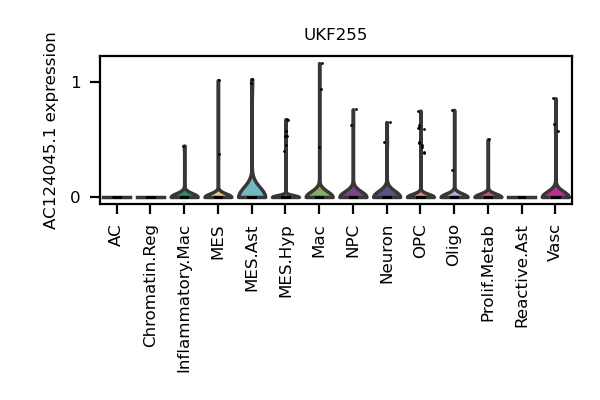 UKF255
AC124045.1 expression
1
0
AC
Chromatin.Reg
Inflammatory.Mac
MES
MES.Ast
MES.Hyp
Mac
NPC
Neuron
OPC
Oligo
Prolif.Metab
Reactive.Ast
Vasc